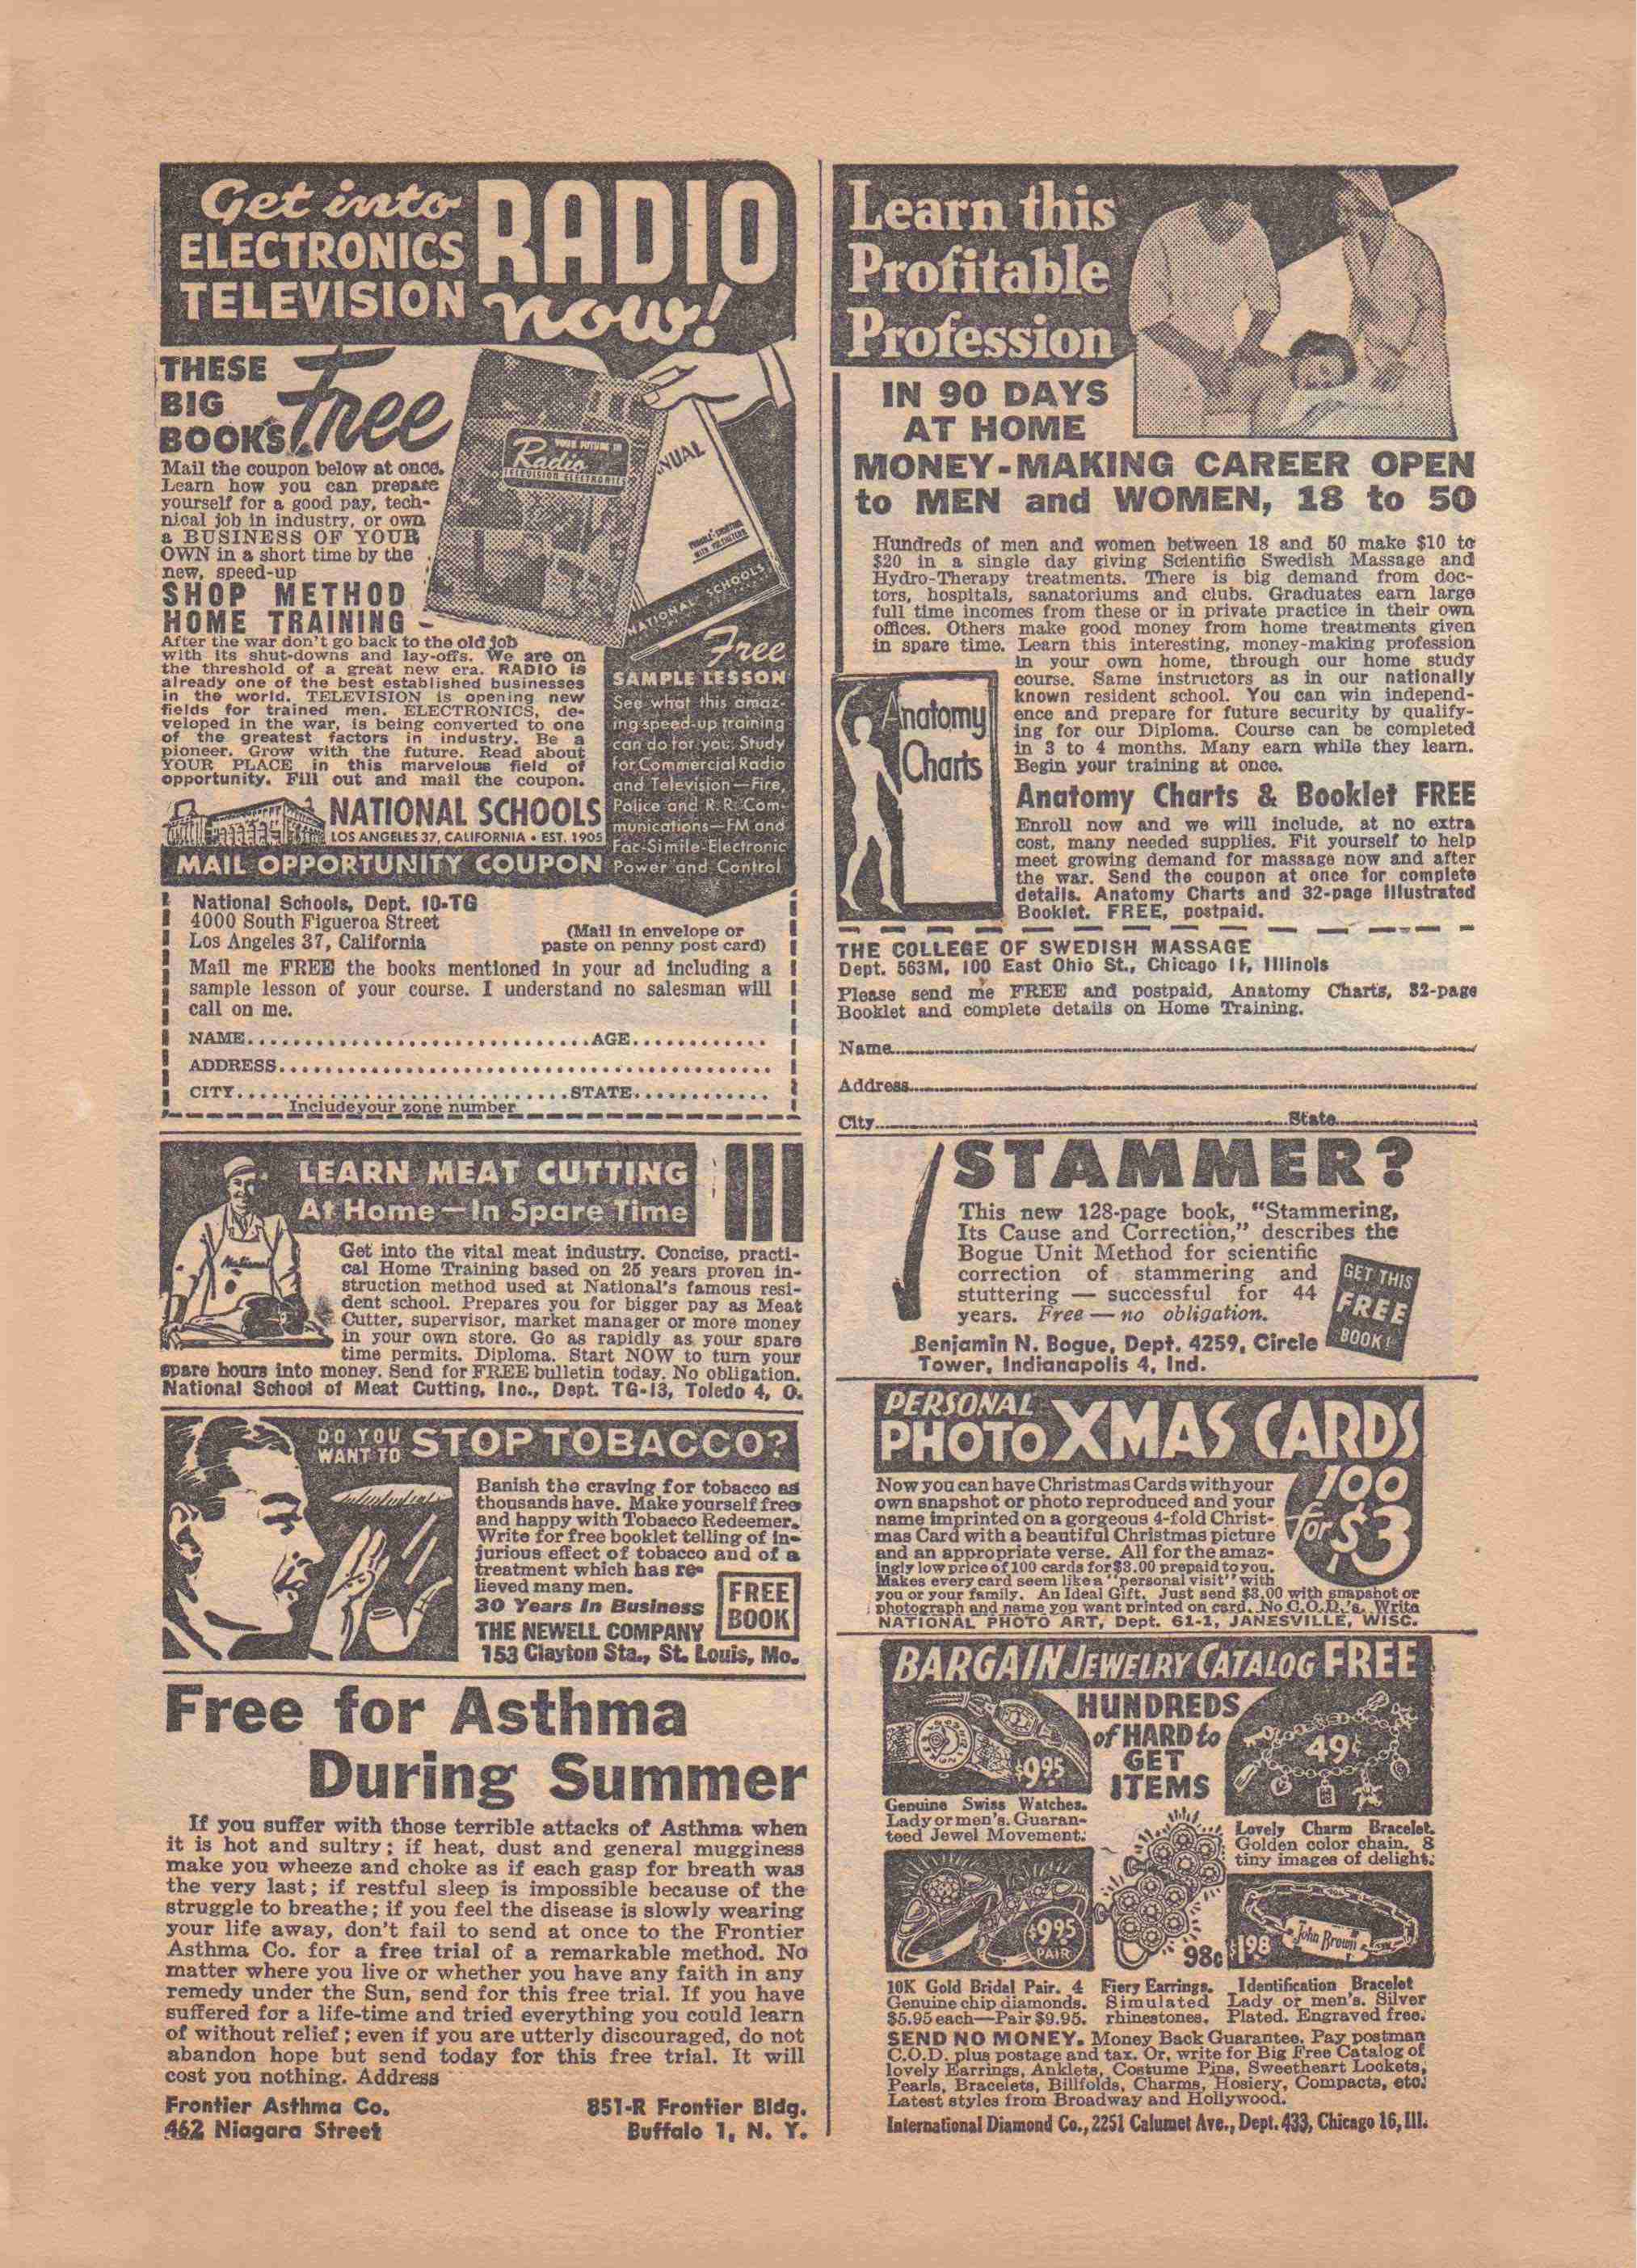 Get into
ELECTRONICS
TELEVISION
RADIO
now!
THESE
BIG
BOOKS
Free
Mail the coupon below at once.
Learn how you can prepare
yourself for a good pay, tech-
nical job in industry, or own
a BUSINESS OF YOUR
OWN in a short time by the
new, speed-up
SHOP METHOD
HOME TRAINING
YOUR FUTURE IN
Radio
TELEVISION ELECTRONICS
NUAL
NATIONAL SCHOOLS
After the war don't go back to the old job
with its shut-downs and lay-offs. We are on
the threshold of a great new era. RADIO is
already one of the best established businesses
in the world. TELEVISION is opening new
fields for trained men. ELECTRONICS, de-
veloped in the war, is being converted to one
of the greatest factors in industry. Be a
pioneer. Grow with the future. Read about
YOUR PLACE in this marvelous field of
opportunity. Fill out and mail the coupon.
Free
SAMPLE LESSON
See what this amaz-
ing speed-up training
can do for you. Study
for Commercial Radio
and Television—Fire,
Police and R.R. Com-
munications—FM and
Fac-Simile-Electronic
Power and Control
NATIONAL SCHOOLS
LOS ANGELES 37, CALIFORNIA • EST. 1905
MAIL OPPORTUNITY COUPON
National Schools, Dept. 10-TG
4000 South Figueroa Street
Los Angeles 37, California
(Mail in envelope or
paste on penny post card)
Mail me FREE the books mentioned in your ad including a
sample lesson of your course. I understand no salesman will
call on me.
NAME..............................AGE............
ADDRESS..........................................
CITY..............................STATE............
Include your zone number
LEARN MEAT CUTTING
At Home—In Spare Time
National
Get into the vital meat industry. Concise, practi-
cal Home Training based on 25 years proven in-
struction method used at National's famous resi-
dent school. Prepares you for bigger pay as Meat
Cutter, supervisor, market manager or more money
in your own store. Go as rapidly as your spare
time permits. Diploma. Start NOW to turn your
spare hours into money. Send for FREE bulletin today. No obligation.
National School of Meat Cutting, Inc., Dept. TG-13, Toledo 4, O.
DO YOU
WANT TO
STOP TOBACCO?
Banish the craving for tobacco as
thousands have. Make yourself free
and happy with Tobacco Redeemer.
Write for free booklet telling of in-
jurious effect of tobacco and of a
treatment which has re-
lieved many men.
30 Years In Business
THE NEWELL COMPANY
153 Clayton Sta., St. Louis, Mo.
FREE
BOOK
Free for Asthma
During Summer
If you suffer with those terrible attacks of Asthma when
it is hot and sultry; if heat, dust and general mugginess
make you wheeze and choke as if each gasp for breath was
the very last; if restful sleep is impossible because of the
struggle to breathe; if you feel the disease is slowly wearing
your life away, don't fail to send at once to the Frontier
Asthma Co. for a free trial of a remarkable method. No
matter where you live or whether you have any faith in any
remedy under the Sun, send for this free trial. If you have
suffered for a life-time and tried everything you could learn
of without relief; even if you are utterly discouraged, do not
abandon hope but send today for this free trial. It will
cost you nothing. Address
Frontier Asthma Co. 851-R Frontier Bldg.
462 Niagara Street Buffalo 1, N. Y.
Learn this
Profitable
Profession
IN 90 DAYS
AT HOME
MONEY-MAKING CAREER OPEN
to MEN and WOMEN, 18 to 50
Hundreds of men and women between 18 and 50 make $10 to
$20 in a single day giving Scientific Swedish Massage and
Hydro-Therapy treatments. There is big demand from doc-
tors, hospitals, sanatoriums and clubs. Graduates earn large
full time incomes from these or in private practice in their own
offices. Others make good money from home treatments given
in spare time. Learn this interesting, money-making profession
in your own home, through our home study
course. Same instructors as in our nationally
known resident school. You can win independ-
ence and prepare for future security by qualify-
ing for our Diploma. Course can be completed
in 3 to 4 months. Many earn while they learn.
Begin your training at once.
Anatomy
Charts
Anatomy Charts & Booklet FREE
Enroll now and we will include, at no extra
cost, many needed supplies. Fit yourself to help
meet growing demand for massage now and after
the war. Send the coupon at once for complete
details. Anatomy Charts and 32-page Illustrated
Booklet. FREE, postpaid.
THE COLLEGE OF SWEDISH MASSAGE
Dept. 563M, 100 East Ohio St., Chicago 11, Illinois
Please send me FREE and postpaid, Anatomy Charts, 32-page
Booklet and complete details on Home Training.
Name
Address
City State
STAMMER?
This new 128-page book, "Stammering,
Its Cause and Correction," describes the
Bogue Unit Method for scientific
correction of stammering and
stuttering — successful for 44
years. Free — no obligation.
Benjamin N. Bogue, Dept. 4259, Circle
Tower, Indianapolis 4, Ind.
GET THIS
FREE
BOOK!
PERSONAL
PHOTO XMAS CARDS
100
for $3
Now you can have Christmas Cards with your
own snapshot or photo reproduced and your
name imprinted on a gorgeous 4-fold Christ-
mas Card with a beautiful Christmas picture
and an appropriate verse. All for the amaz-
ingly low price of 100 cards for $3.00 prepaid to you.
Makes every card seem like a "personal visit" with
you or your family. An Ideal Gift. Just send $3.00 with snapshot or
photograph and name you want printed on card. No C.O.D.'s. Write
NATIONAL PHOTO ART, Dept. 61-1, JANESVILLE, WISC.
BARGAIN JEWELRY CATALOG FREE
HUNDREDS
of HARD to
GET
ITEMS
$9.95
49¢
Genuine Swiss Watches.
Lady or men's. Guaran-
teed Jewel Movement.
Lovely Charm Bracelet.
Golden color chain. 8
tiny images of delight.
$9.95
PAIR
98c
$1.98
John Brown
10K Gold Bridal Pair. 4
Genuine chip diamonds.
$5.95 each—Pair $9.95.
Fiery Earrings.
Simulated
rhinestones.
Identification Bracelet
Lady or men's. Silver
Plated. Engraved free.
SEND NO MONEY. Money Back Guarantee. Pay postman
C.O.D. plus postage and tax. Or, write for Big Free Catalog of
lovely Earrings, Anklets, Costume Pins, Sweetheart Lockets,
Pearls, Bracelets, Billfolds, Charms, Hosiery, Compacts, etc.
Latest styles from Broadway and Hollywood.
International Diamond Co., 2251 Calumet Ave., Dept. 433, Chicago 16, Ill.